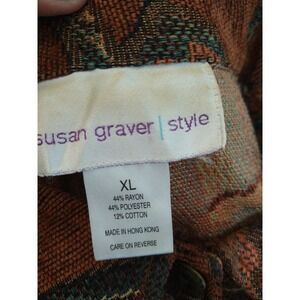 susan graver | style
XL
44% RAYON
44% POLYESTER
12% COTTON
MADE IN HONG KONG
CARE ON REVERSE